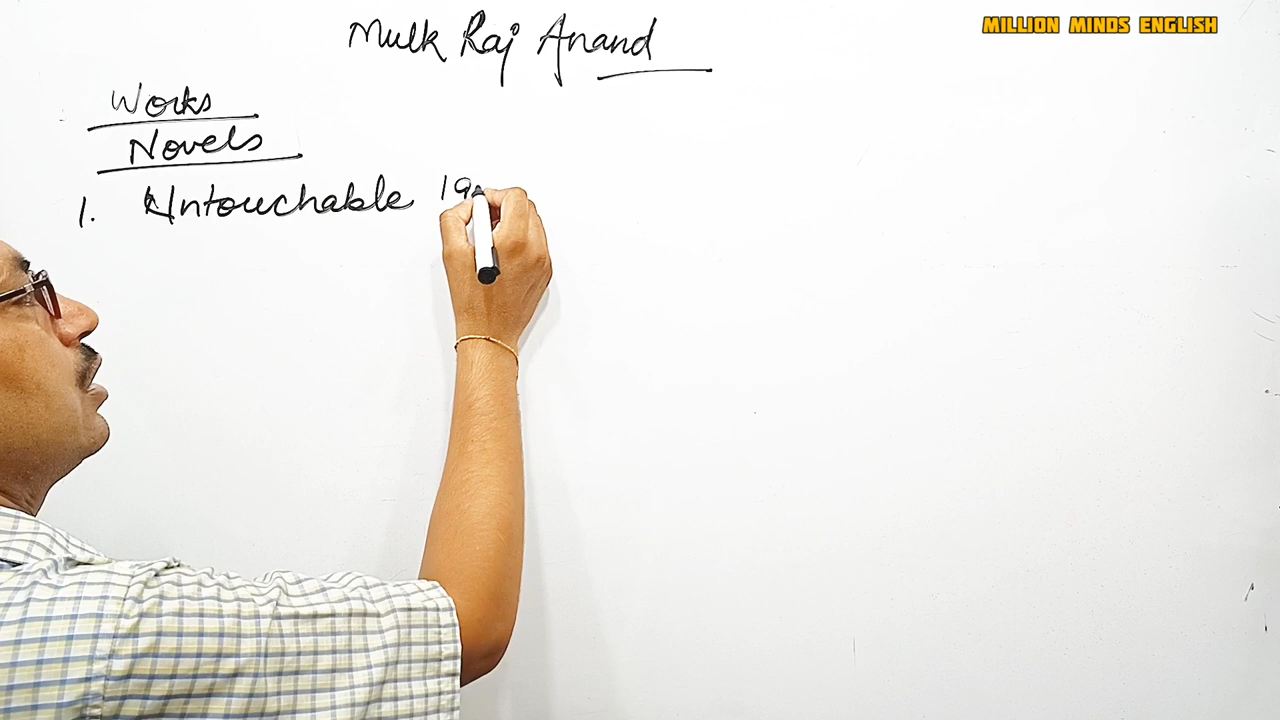 MILLION MINDS ENGLISH
Mulk Raj Anand
Works
Novels
1. Untouchable 19